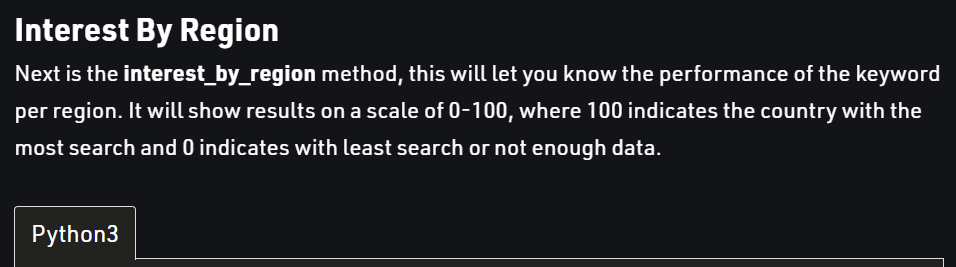 Interest By Region
Next is the interest_by_region method, this will let you know the performance of the keyword
per region. It will show results on a scale of 0-100, where 100 indicates the country with the
most search and 0 indicates with least search or not enough data.
Python3